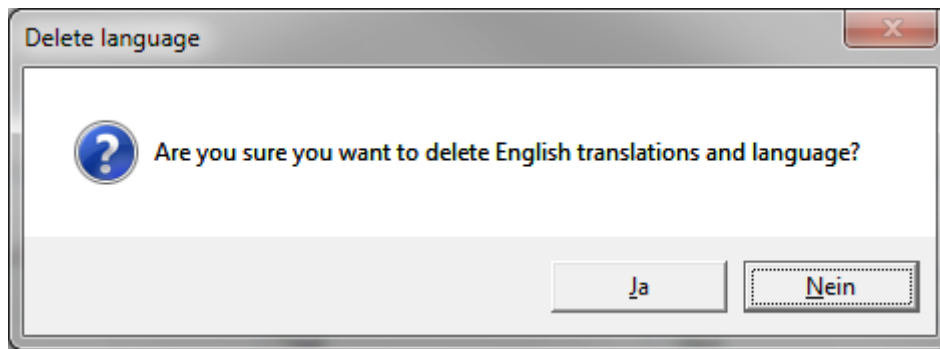 Delete language
Are you sure you want to delete English translations and language?
Ja
Nein